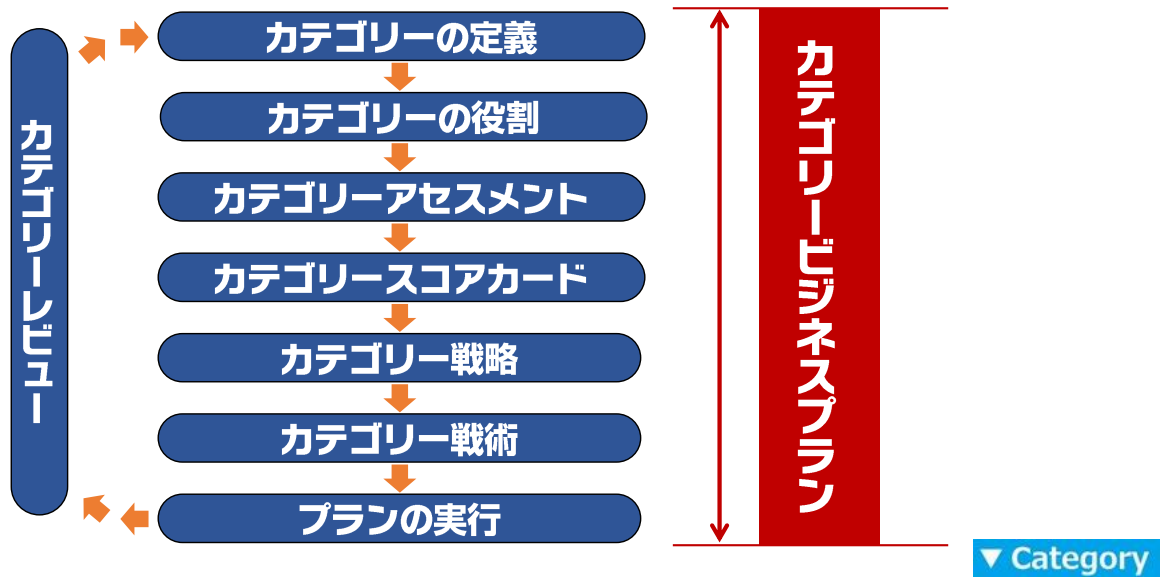 カテゴリーレビュー
カテゴリーの定義
カテゴリーの役割
カテゴリーアセスメント
カテゴリースコアカード
カテゴリー戦略
カテゴリー戦術
プランの実行
カテゴリービジネスプラン
▼ Category